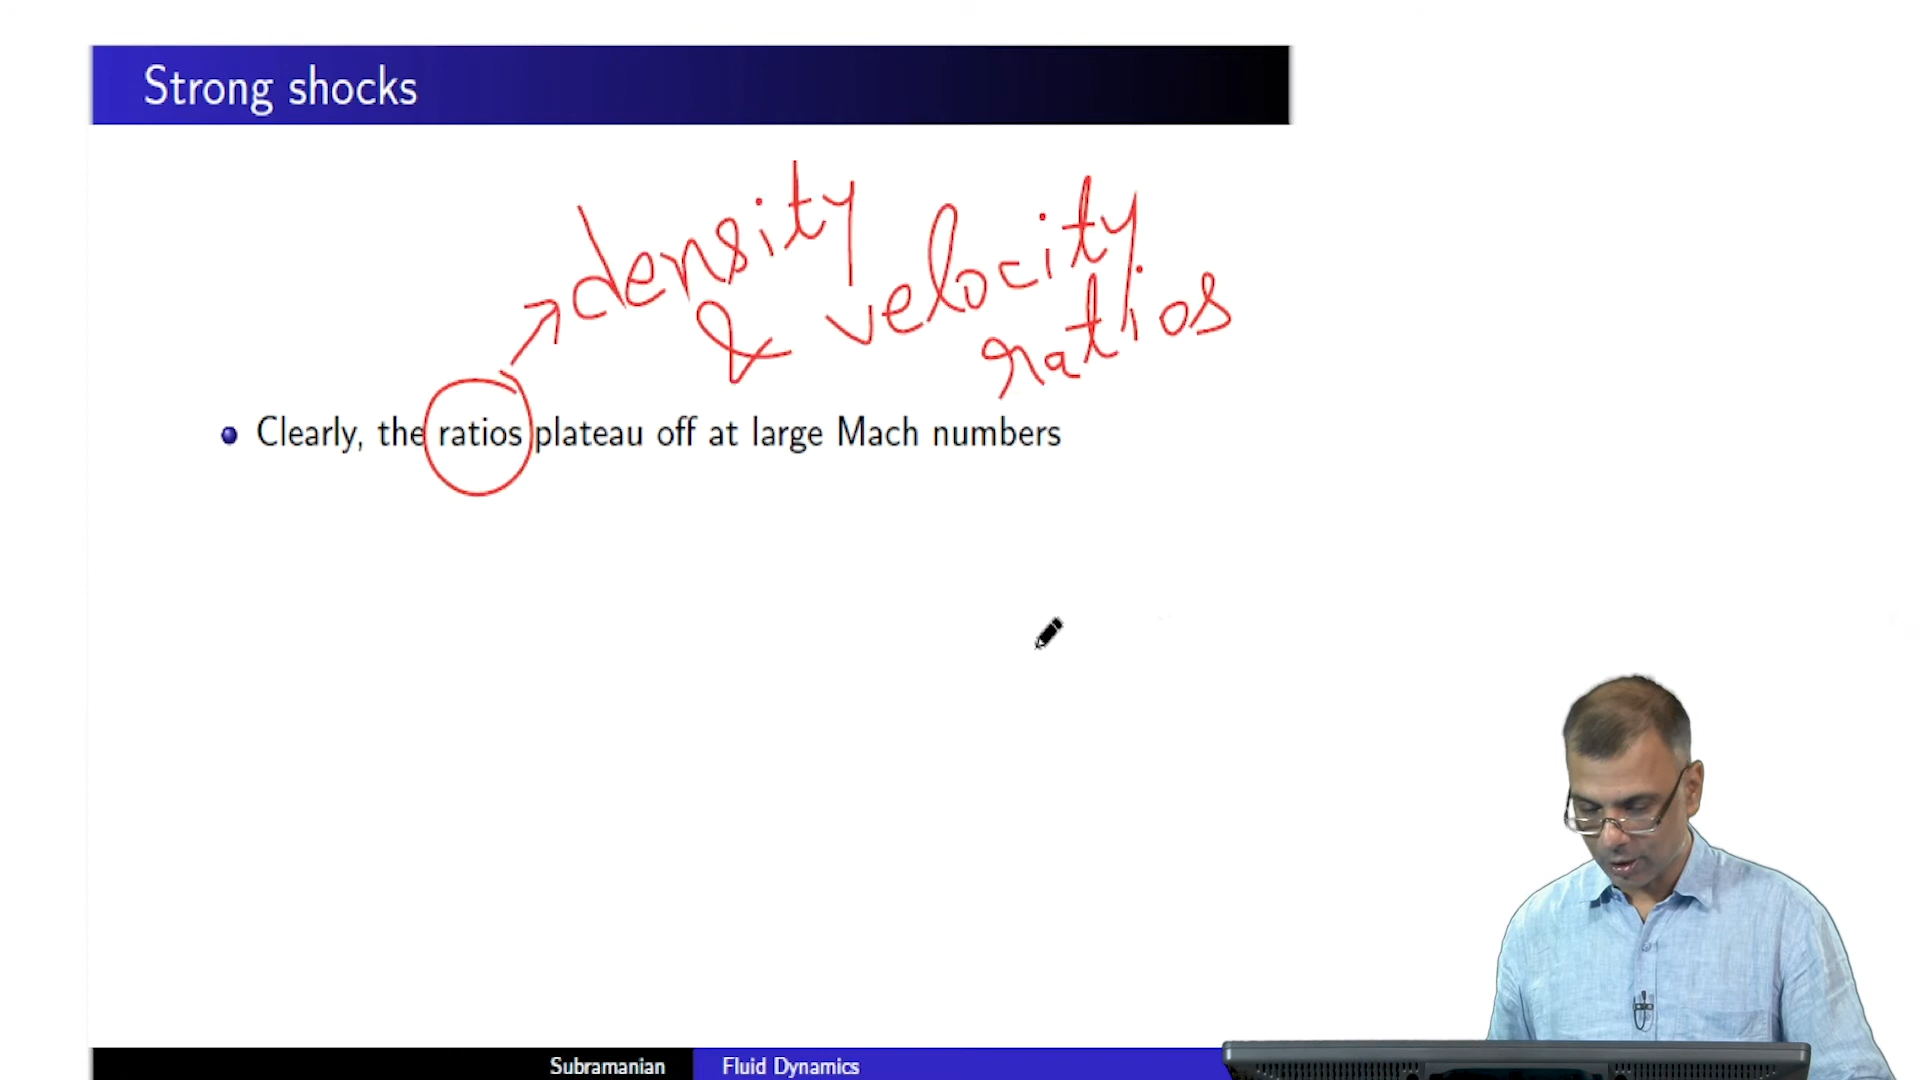 Strong shocks
density
& velocity
ratios
Clearly, the ratios plateau off at large Mach numbers
Subramanian Fluid Dynamics